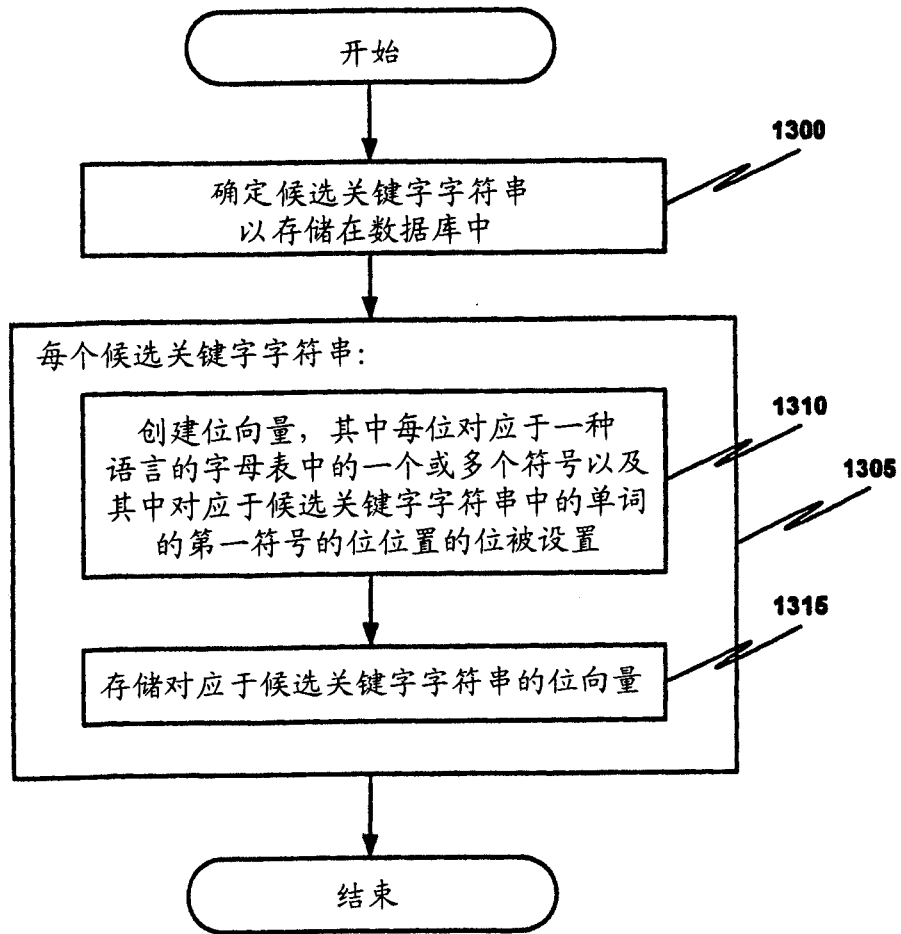 开始
1300
确定候选关键字字符串
以存储在数据库中
每个候选关键字字符串：
1310
创建位向量，其中每位对应于一种
语言的字母表中的一个或多个符号以及
其中对应于候选关键字字符串中的单词
的第一符号的位位置的位被设置
1305
1315
存储对应于候选关键字字符串的位向量
结束